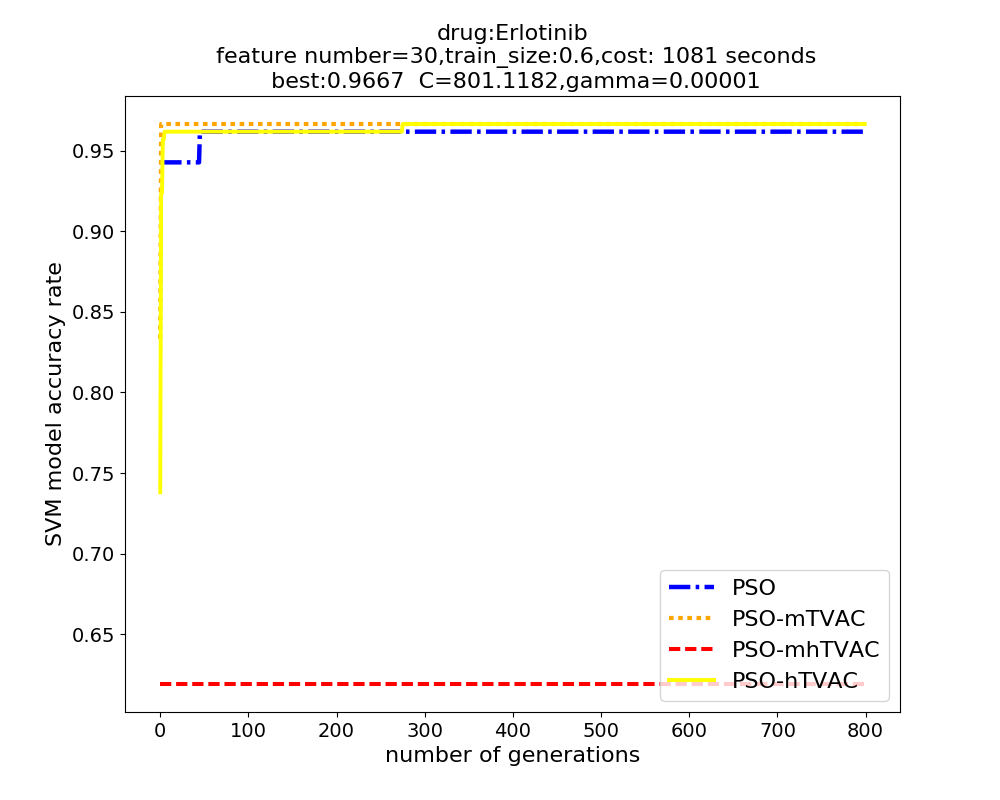 drug:Erlotinib
feature number=30,train_size:0.6,cost: 1081 seconds
best:0.9667  C=801.1182,gamma=0.00001
SVM model accuracy rate
0.95
0.90
0.85
0.80
0.75
0.70
0.65
PSO
PSO-mTVAC
PSO-mhTVAC
PSO-hTVAC
0 100 200 300 400 500 600 700 800
number of generations